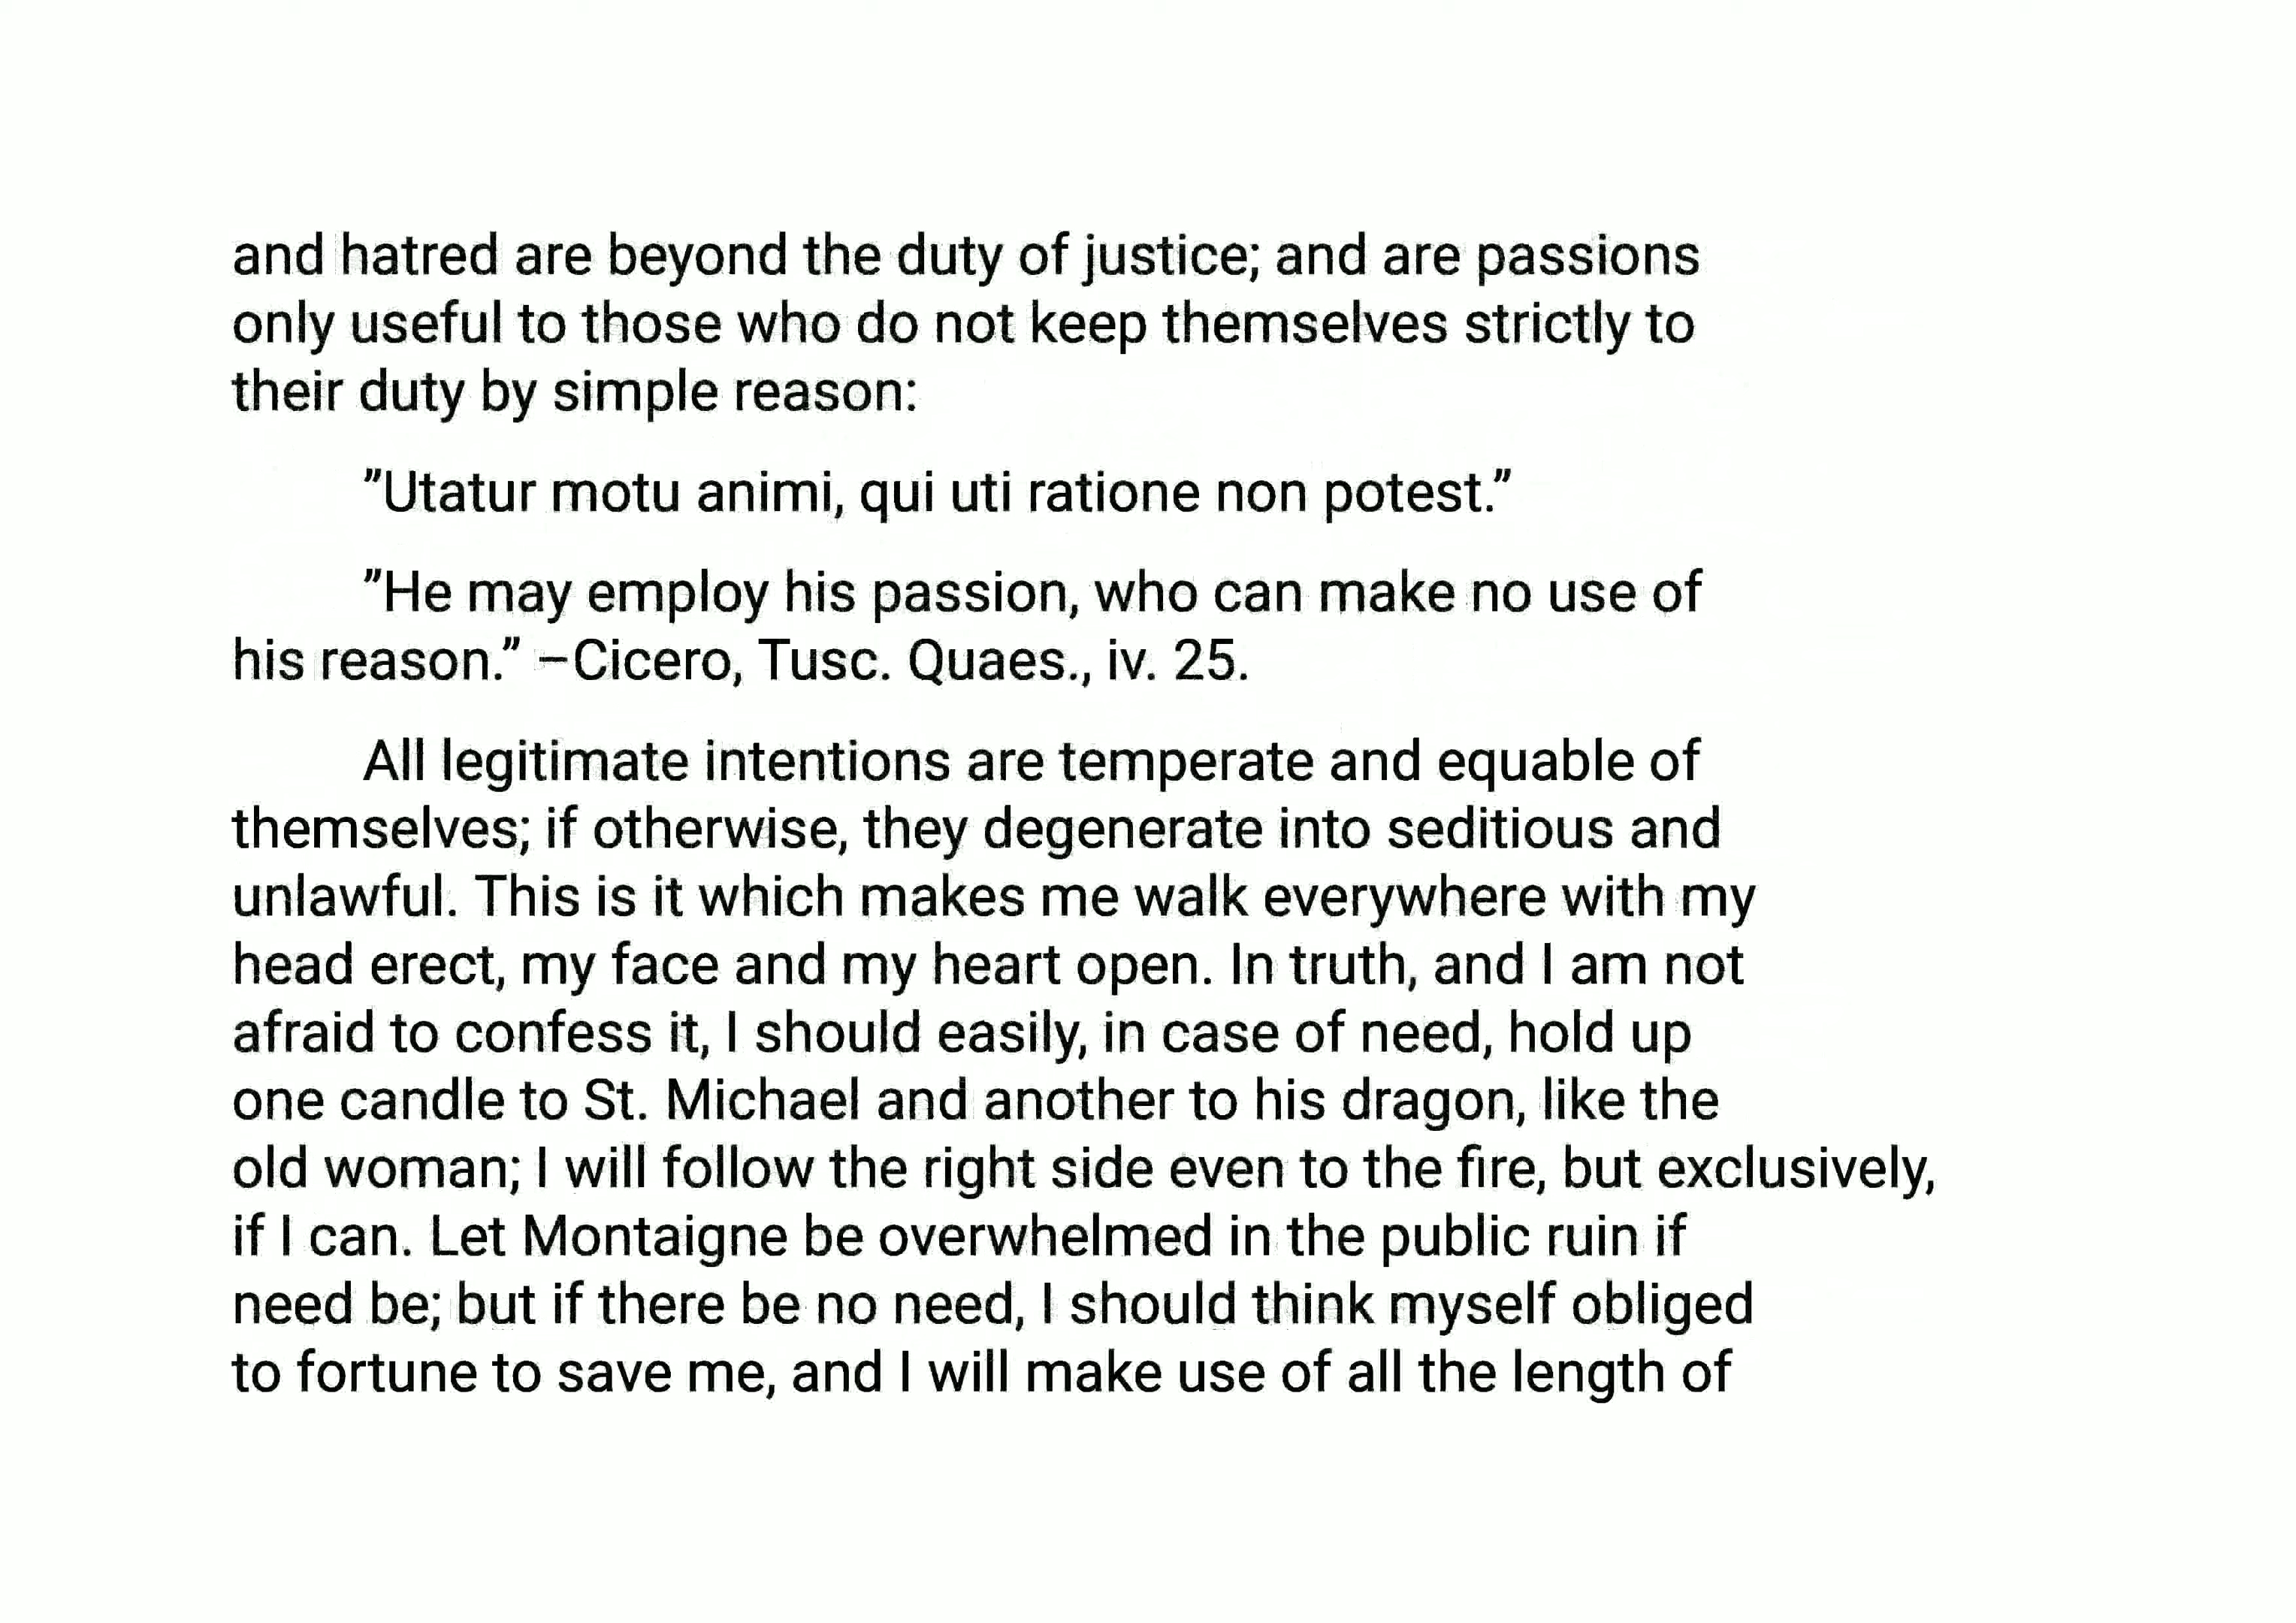 and hatred are beyond the duty of justice; and are passions
only useful to those who do not keep themselves strictly to
their duty by simple reason:
”Utatur motu animi, qui uti ratione non potest.”
”He may employ his passion, who can make no use of
his reason.” –Cicero, Tusc. Quaes., iv. 25.
All legitimate intentions are temperate and equable of
themselves; if otherwise, they degenerate into seditious and
unlawful. This is it which makes me walk everywhere with my
head erect, my face and my heart open. In truth, and I am not
afraid to confess it, I should easily, in case of need, hold up
one candle to St. Michael and another to his dragon, like the
old woman; I will follow the right side even to the fire, but exclusively,
if I can. Let Montaigne be overwhelmed in the public ruin if
need be; but if there be no need, I should think myself obliged
to fortune to save me, and I will make use of all the length of